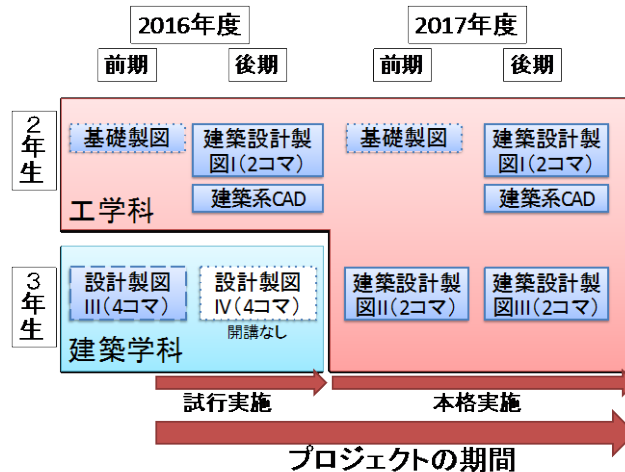 2016年度
2017年度
前期
後期
前期
後期
2年生
基礎製図
建築設計製
図I(2コマ)
建築系CAD
基礎製図
建築設計製
図I(2コマ)
建築系CAD
工学科
3年生
設計製図
III(4コマ)
設計製図
IV(4コマ)
開講なし
建築設計製
図II(2コマ)
建築設計製
図III(2コマ)
建築学科
試行実施
本格実施
プロジェクトの期間